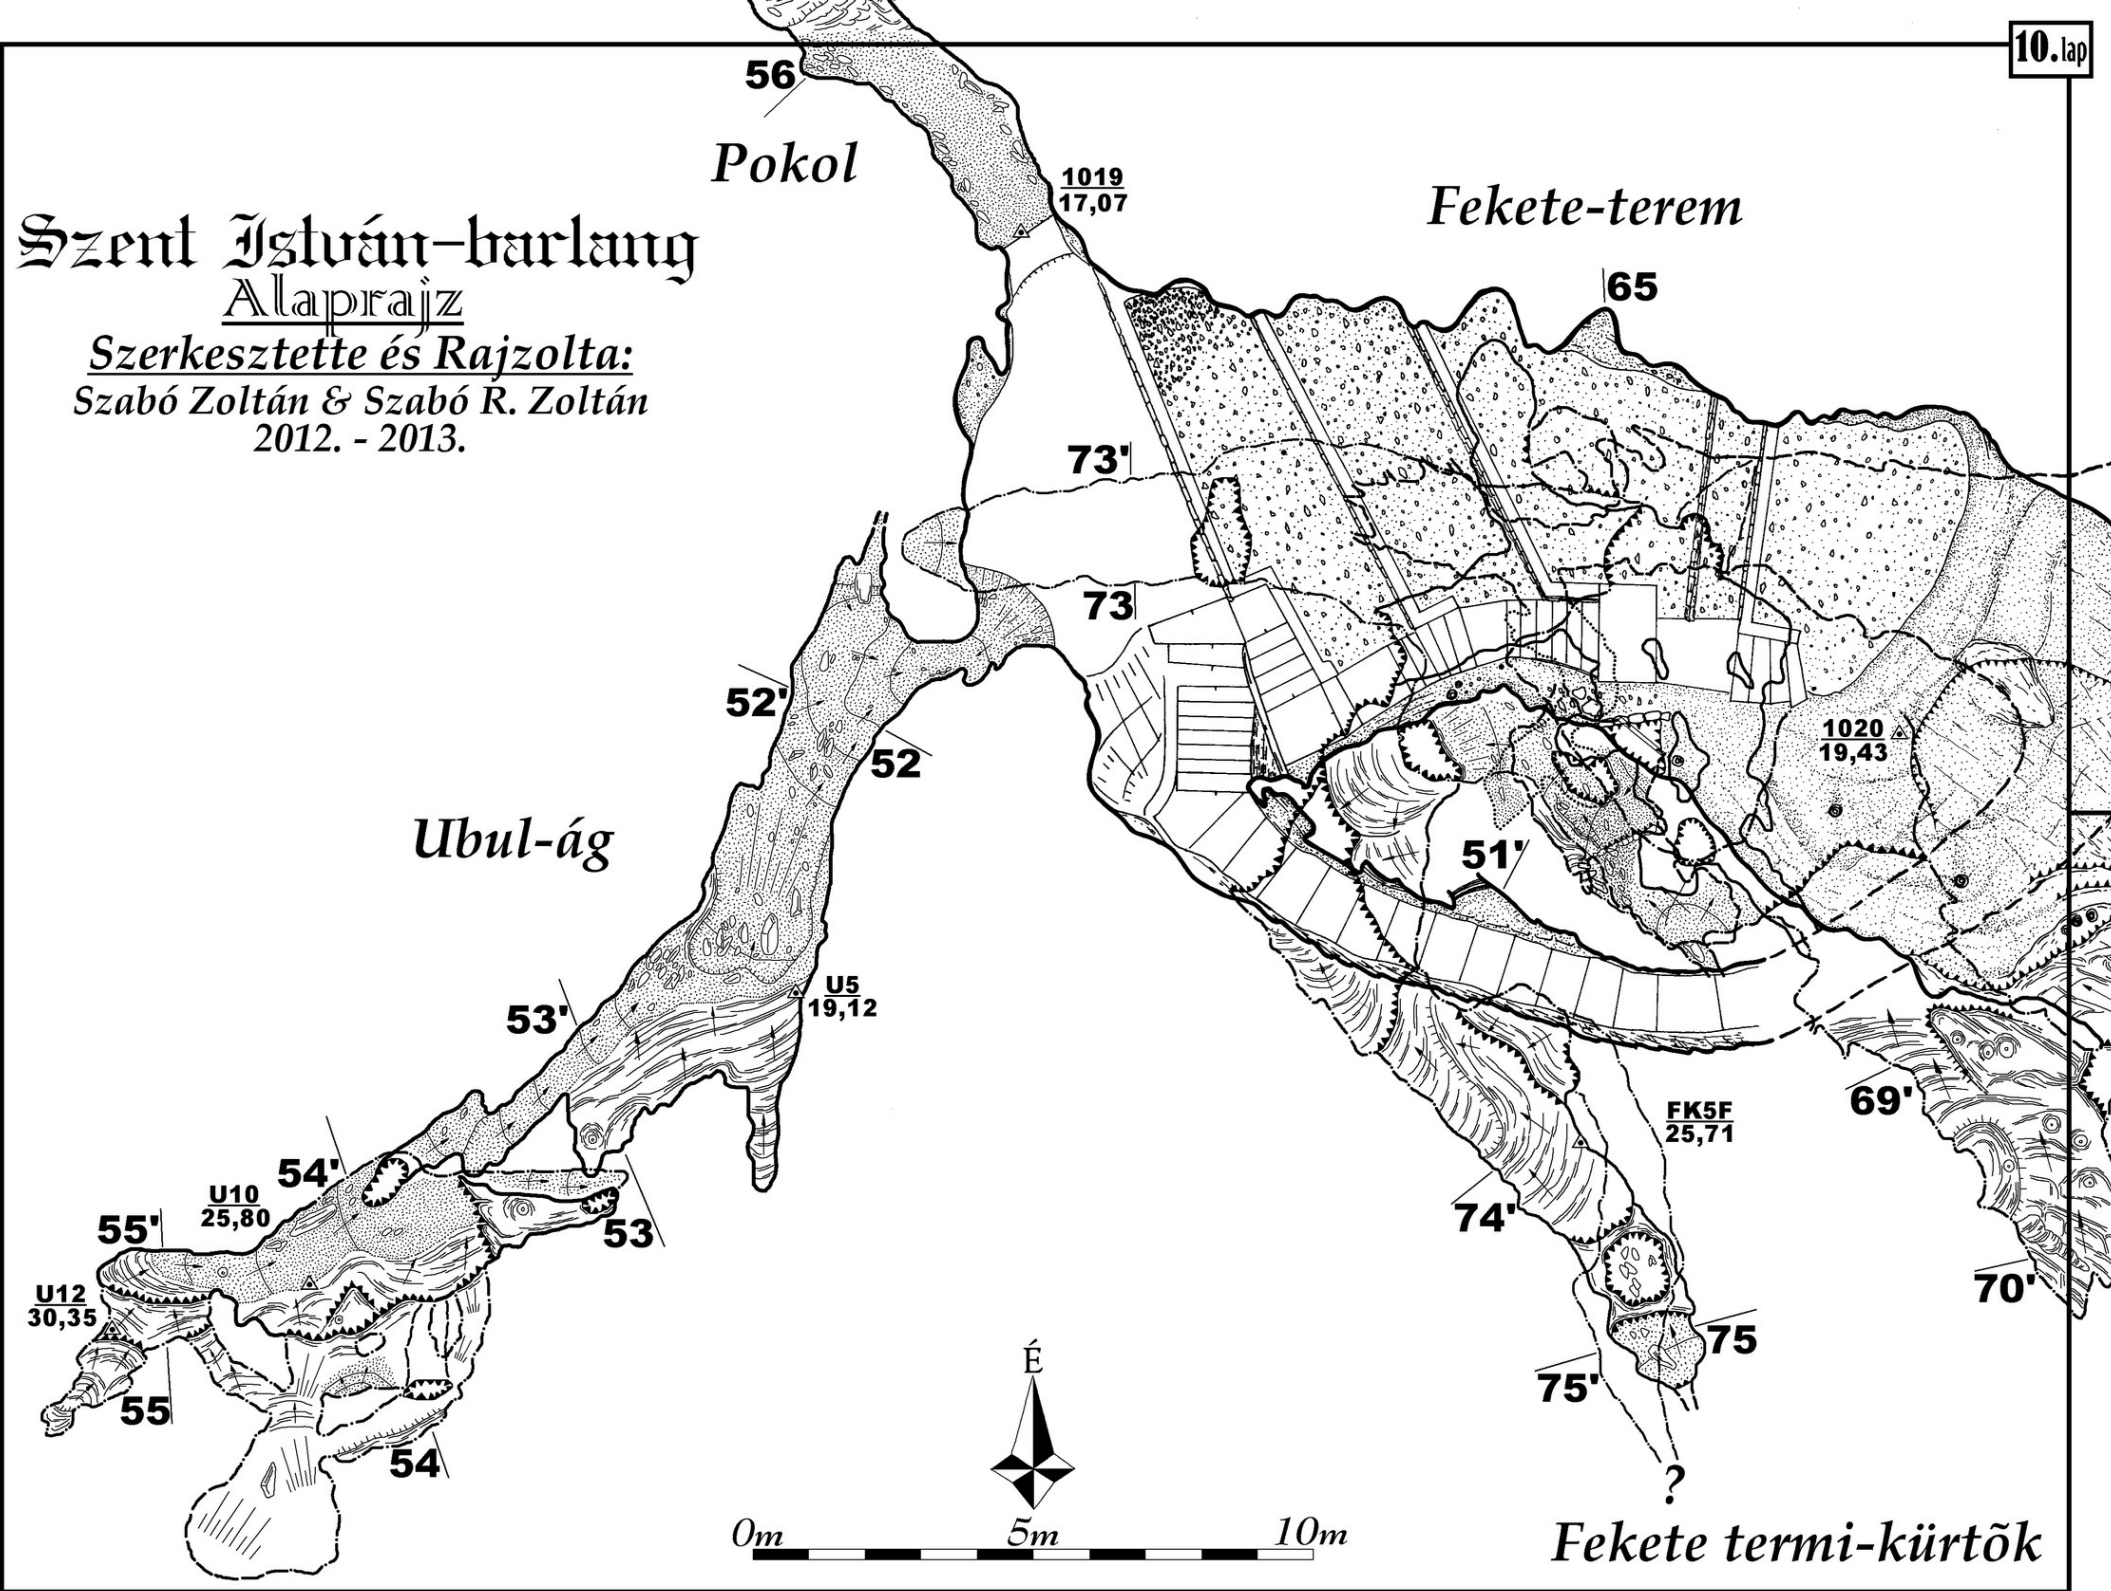 10. lap
56
Pokol
1019
17,07
Fekete-terem
Szent István-barlang
Alaprajz
Szerkesztette és Rajzolta:
Szabó Zoltán & Szabó R. Zoltán
2012. - 2013.
65
73'
73
52'
52
1020
19,43
Ubul-ág
51'
53'
U5
19,12
69'
FK5F
25,71
54'
U10
25,80
55'
53
74'
U12
30,35
70'
75
75'
55
54
É
?
0m 5m 10m
Fekete termi-kürtõk